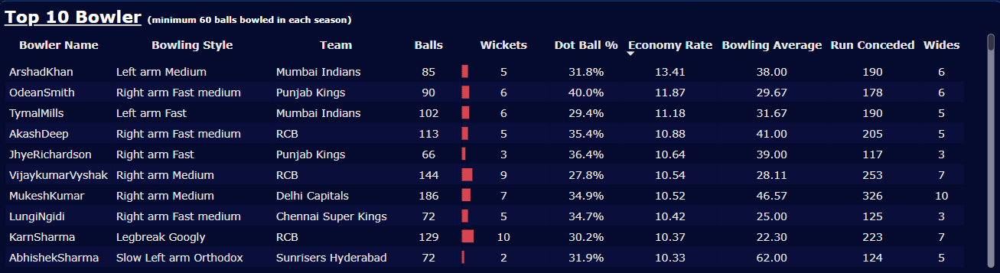 Top 10 Bowler (minimum 60 balls bowled in each season)
Bowler Name Bowling Style Team Balls Wickets Dot Ball % Economy Rate Bowling Average Run Conceded Wides
ArshadKhan Left arm Medium Mumbai Indians 85 5 31.8% 13.41 38.00 190 6
OdeanSmith Right arm Fast medium Punjab Kings 90 6 40.0% 11.87 29.67 178 6
TymalMills Left arm Fast Mumbai Indians 102 6 29.4% 11.18 31.67 190 5
AkashDeep Right arm Fast medium RCB 113 5 35.4% 10.88 41.00 205 5
JhyeRichardson Right arm Fast Punjab Kings 66 3 36.4% 10.64 39.00 117 3
VijaykumarVyshak Right arm Medium RCB 144 9 27.8% 10.54 28.11 253 7
MukeshKumar Right arm Medium Delhi Capitals 186 7 34.9% 10.52 46.57 326 10
LungiNgidi Right arm Fast medium Chennai Super Kings 72 5 34.7% 10.42 25.00 125 3
KarnSharma Legbreak Googly RCB 129 10 30.2% 10.37 22.30 223 7
AbhishekSharma Slow Left arm Orthodox Sunrisers Hyderabad 72 2 31.9% 10.33 62.00 124 5